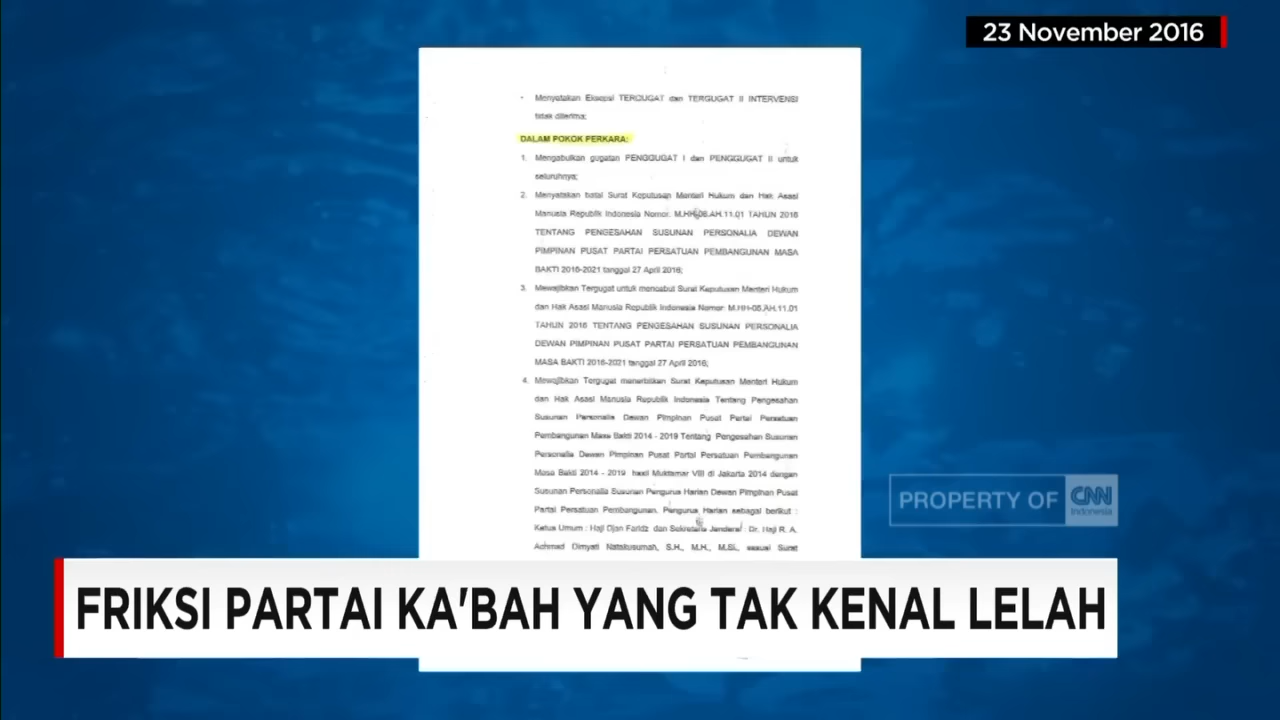 23 November 2016
- Menyatakan Eksepsi TERGUGAT dan TERGUGAT II INTERVENSI
tidak diterima;
DALAM POKOK PERKARA:
1. Mengabulkan gugatan PENGGUGAT I dan PENGGUGAT II untuk
seluruhnya;
2. Menyatakan batal Surat Keputusan Menteri Hukum dan Hak Asasi
Manusia Republik Indonesia Nomor. M.HH-06.AH.11.01 TAHUN 2016
TENTANG PENGESAHAN SUSUNAN PERSONALIA DEWAN
PIMPINAN PUSAT PARTAI PERSATUAN PEMBANGUNAN MASA
BAKTI 2016-2021 tanggal 27 April 2016;
3. Mewajibkan Tergugat untuk mencabut Surat Keputusan Menteri Hukum
dan Hak Asasi Manusia Republik Indonesia Nomor: M.HH-06.AH.11.01
TAHUN 2016 TENTANG PENGESAHAN SUSUNAN PERSONALIA
DEWAN PIMPINAN PUSAT PARTAI PERSATUAN PEMBANGUNAN
MASA BAKTI 2016-2021 tanggal 27 April 2016;
4. Mewajibkan Tergugat menerbitkan Surat Keputusan Menteri Hukum
dan Hak Asasi Manusia Republik Indonesia Tentang Pengesahan
Susunan Personalia Dewan Pimpinan Pusat Partai Persatuan
Pembangunan Masa Bakti 2014 - 2019 Tentang Pengesahan Susunan
Personalia Dewan Pimpinan Pusat Partai Persatuan Pembangunan
Masa Bakti 2014 - 2019 hasil Muktamar VIII di Jakarta 2014 dengan
Susunan Personalia Susunan Pengurus Harian Dewan Pimpinan Pusat
Partai Persatuan Pembangunan. Pengurus Harian sebagai berikut :
Ketua Umum : Haji Djan Faridz dan Sekretaris Jenderal : Dr. Haji R. A.
Achmad Dimyati Natakusumah, S.H., M.H., M.Si., sesuai Surat
PROPERTY OF CNN Indonesia
FRIKSI PARTAI KA'BAH YANG TAK KENAL LELAH